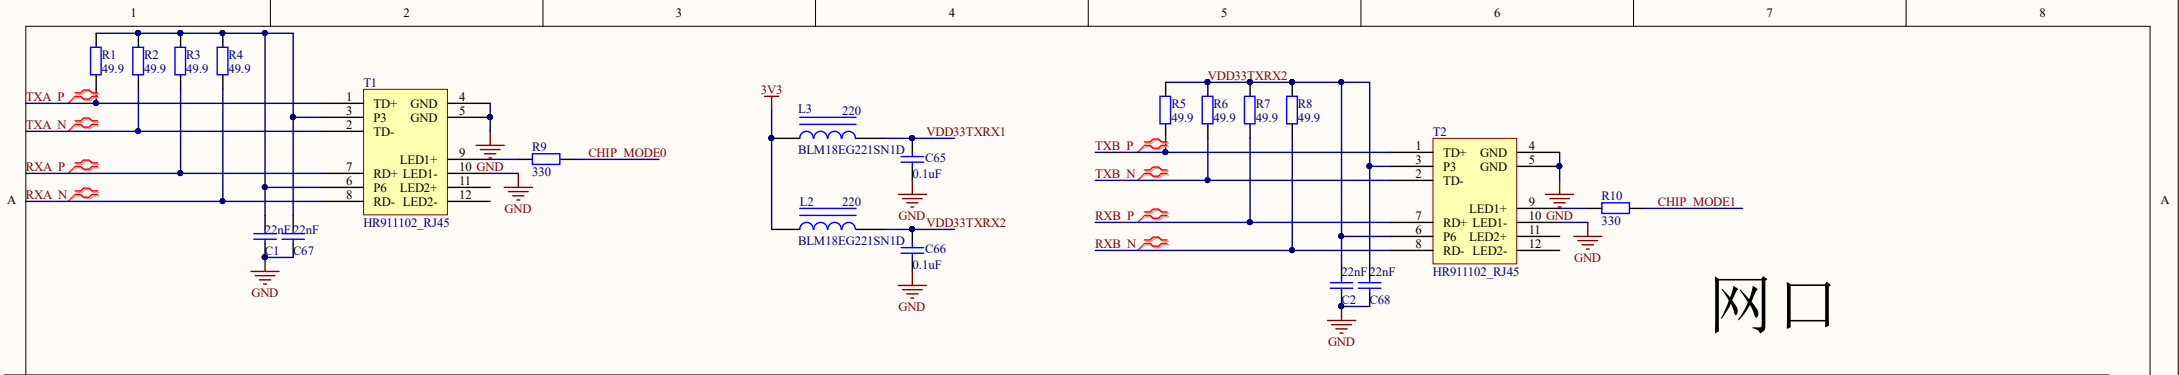 1 2 3 4 5 6 7 8
A
A
R1 49.9
R2 49.9
R3 49.9
R4 49.9
TXA_P
TXA_N
RXA_P
RXA_N
T1
1 TD+ GND 4
3 P3 GND 5
2 TD-
LED1+ 9
7 RD+ LED1- 10
6 P6 LED2+ 11
8 RD- LED2- 12
HR911102_RJ45
GND
GND
R9
330
CHIP_MODE0
22nF 22nF
C1 C67
GND
3V3
L3 220
BLM18EG221SN1D
VDD33TXRX1
C65
0.1uF
GND
L2 220
BLM18EG221SN1D
VDD33TXRX2
C66
0.1uF
GND
VDD33TXRX2
R5 49.9
R6 49.9
R7 49.9
R8 49.9
TXB_P
TXB_N
RXB_P
RXB_N
T2
1 TD+ GND 4
3 P3 GND 5
2 TD-
LED1+ 9
7 RD+ LED1- 10
6 P6 LED2+ 11
8 RD- LED2- 12
HR911102_RJ45
GND
GND
R10
330
CHIP_MODE1
22nF 22nF
C2 C68
GND
网口